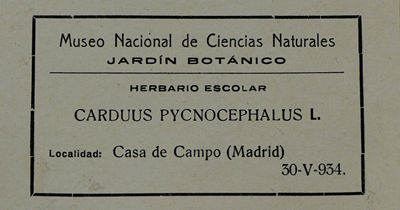 Museo Nacional de Ciencias Naturales
JARDÍN BOTÁNICO
HERBARIO ESCOLAR
CARDUUS PYCNOCEPHALUS L.
Localidad: Casa de Campo (Madrid)
30-V-934.